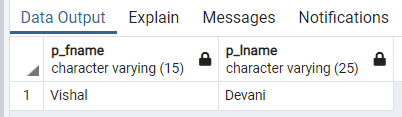 Data Output Explain Messages Notifications
p_fname p_lname
character varying (15) character varying (25)
1 Vishal Devani